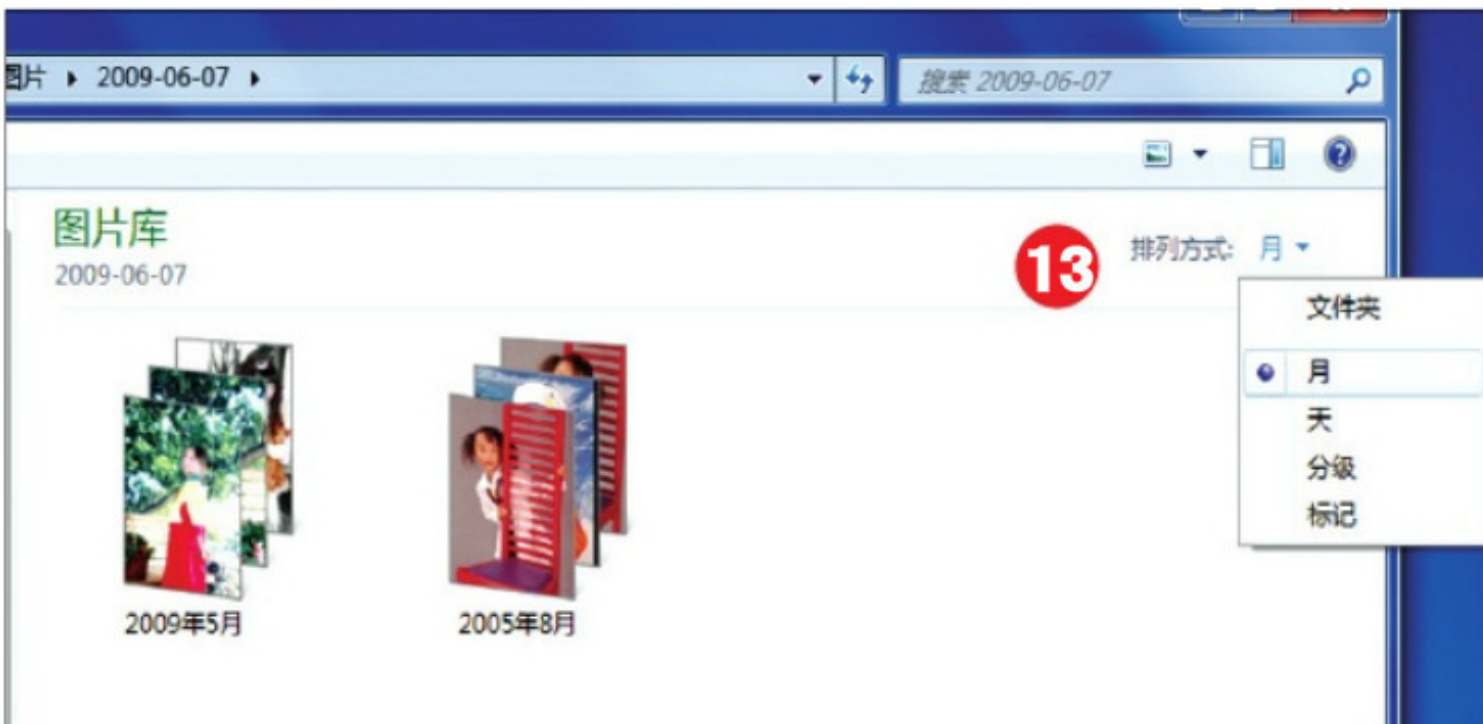 图片 ▸ 2009-06-07 ▸
搜索 2009-06-07
图片库
2009-06-07
13
排列方式: 月
文件夹
月
天
分级
标记
2009年5月
2005年8月